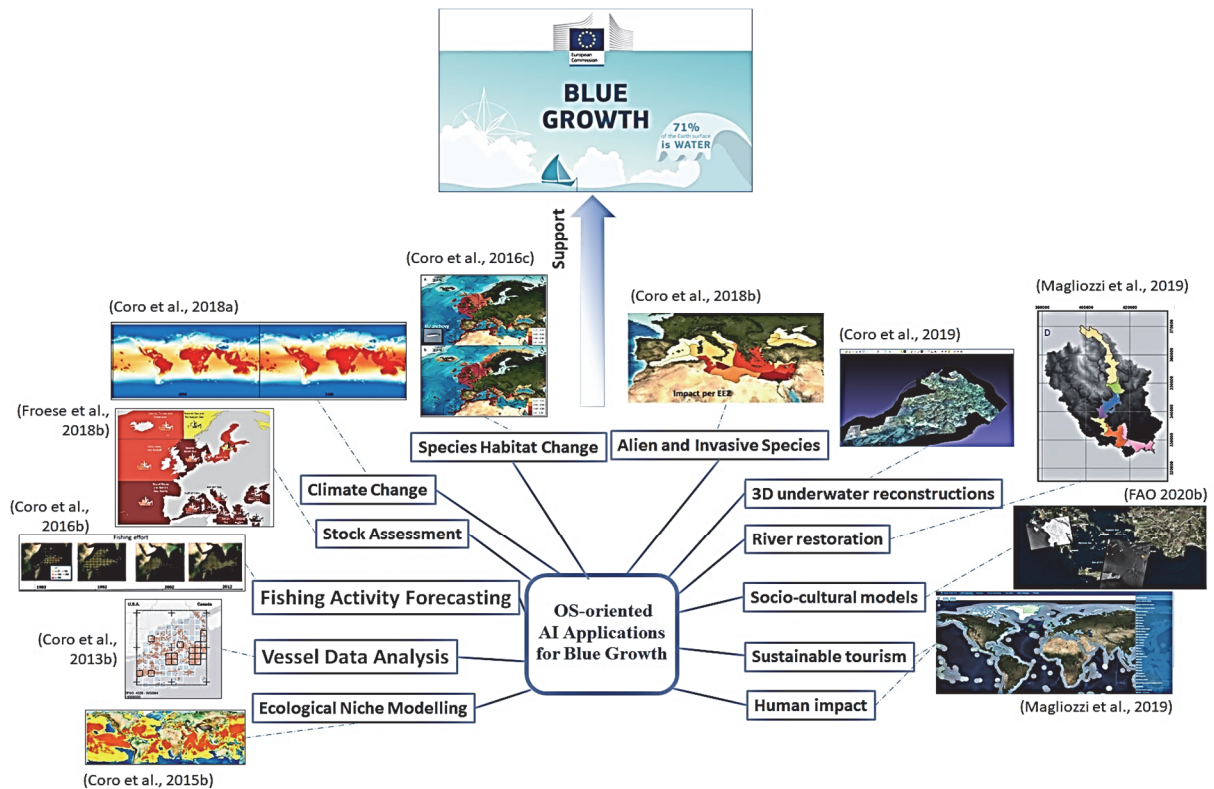 European
Commission
BLUE
GROWTH
71%
of the Earth surface
is WATER
Support
(Coro et al., 2016c)
(Coro et al., 2018b)
(Magliozzi et al., 2019)
(Coro et al., 2018a)
(Coro et al., 2019)
D
Impact per EEZ
(Froese et al.,
2018b)
Species Habitat Change
Alien and Invasive Species
Climate Change
3D underwater reconstructions
(FAO 2020b)
(Coro et al.,
2016b)
Stock Assessment
River restoration
Fishing effort
1983
1992
2002
2012
Fishing Activity Forecasting
OS-oriented
AI Applications
for Blue Growth
Socio-cultural models
U.S.A.
Canada
(Coro et al.,
2013b)
Vessel Data Analysis
Sustainable tourism
Ecological Niche Modelling
Human impact
(Magliozzi et al., 2019)
(Coro et al., 2015b)